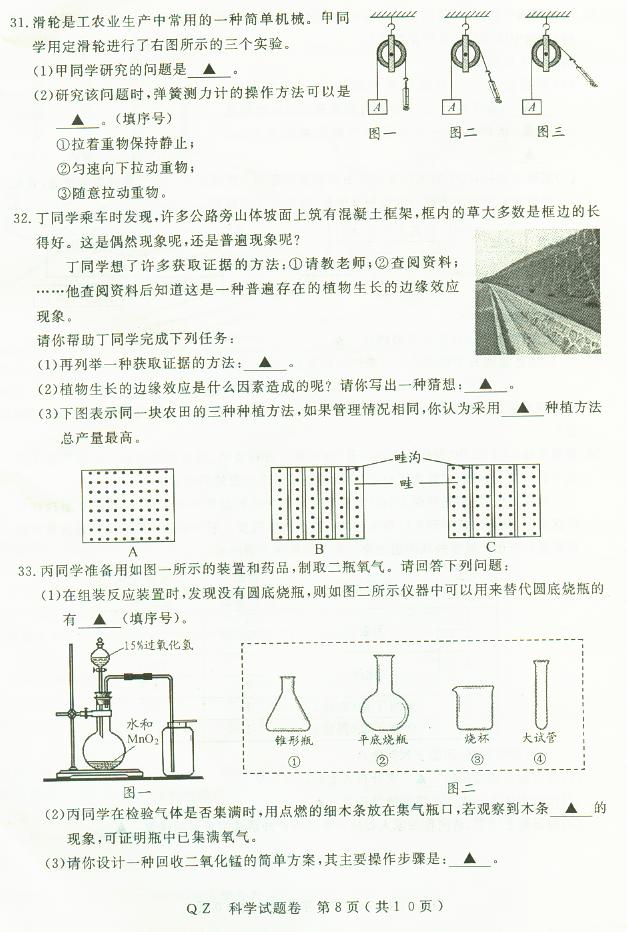 31.滑轮是工农业生产中常用的一种简单机械。甲同
学用定滑轮进行了右图所示的三个实验。
(1)甲同学研究的问题是 ▲ 。
(2)研究该问题时,弹簧测力计的操作方法可以是
▲ 。(填序号)
①拉着重物保持静止;
②匀速向下拉动重物;
③随意拉动重物。
A
A
A
图一
图二
图三
32.丁同学乘车时发现,许多公路旁山体坡面上筑有混凝土框架,框内的草大多数是框边的长
得好。这是偶然现象呢,还是普遍现象呢?
丁同学想了许多获取证据的方法:①请教老师;②查阅资料;
……他查阅资料后知道这是一种普遍存在的植物生长的边缘效应
现象。
请你帮助丁同学完成下列任务:
(1)再列举一种获取证据的方法: ▲ 。
(2)植物生长的边缘效应是什么因素造成的呢? 请你写出一种猜想: ▲ 。
(3)下图表示同一块农田的三种种植方法,如果管理情况相同,你认为采用 ▲ 种植方法
总产量最高。
畦沟
畦
A
B
C
33.丙同学准备用如图一所示的装置和药品,制取二瓶氧气。请回答下列问题:
(1)在组装反应装置时,发现没有圆底烧瓶,则如图二所示仪器中可以用来替代圆底烧瓶的
有 ▲ (填序号)。
15%过氧化氢
水和
MnO₂
图一
锥形瓶
平底烧瓶
烧杯
大试管
①
②
③
④
图二
(2)丙同学在检验气体是否集满时,用点燃的细木条放在集气瓶口,若观察到木条 ▲ 的
现象,可证明瓶中已集满氧气。
(3)请你设计一种回收二氧化锰的简单方案,其主要操作步骤是: ▲ 。
QZ 科学试题卷 第8页(共10页)